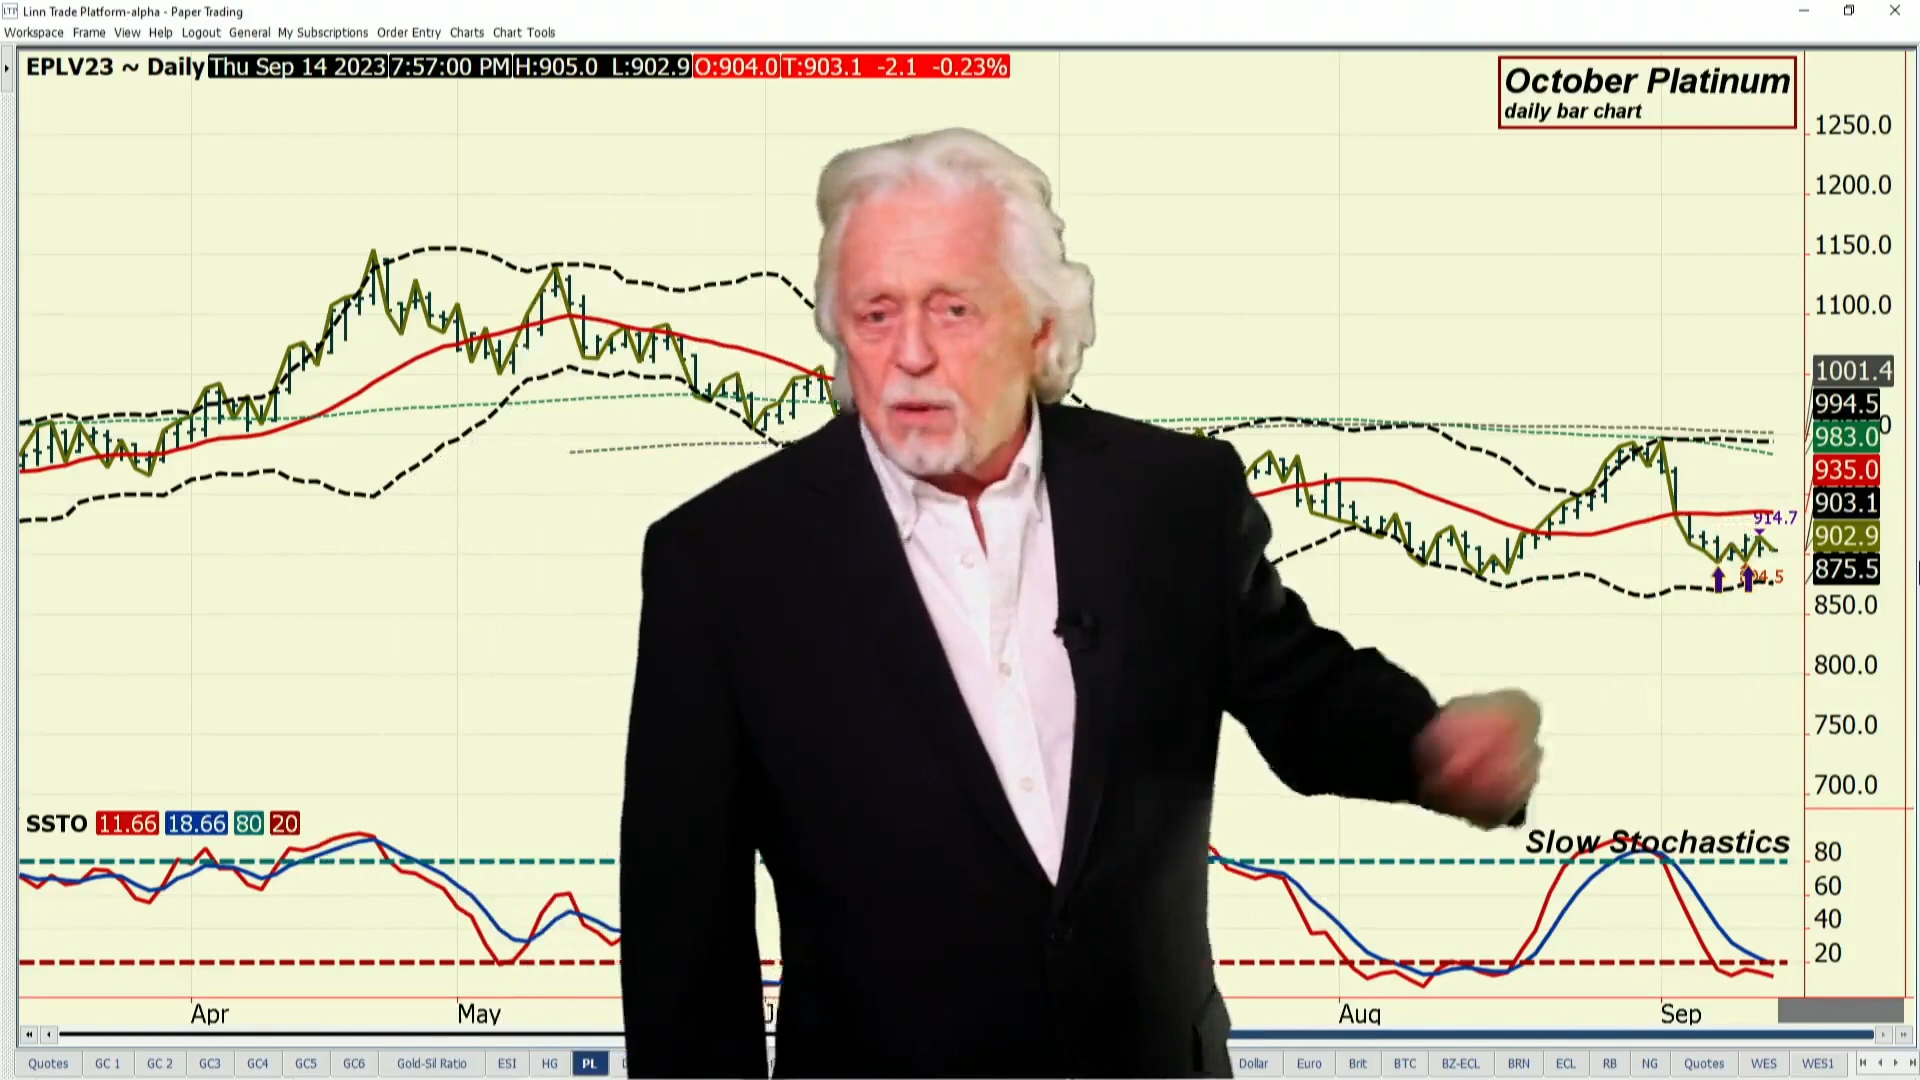 LTP Linn Trade Platform-alpha - Paper Trading
Workspace Frame View Help Logout General My Subscriptions Order Entry Charts Chart Tools
EPLV23 ~ Daily Thu Sep 14 2023 7:57:00 PM H:905.0 L:902.9 O:904.0 T:903.1 -2.1 -0.23%
October Platinum
daily bar chart
1250.0
1200.0
1150.0
1100.0
1001.4
994.5
983.0
935.0
903.1
914.7
902.9
875.5
850.0
800.0
750.0
700.0
SSTO 11.66 18.66 80 20
Slow Stochastics
80
60
40
20
Apr May Aug Sep
Quotes GC 1 GC 2 GC3 GC4 GC5 GC6 Gold-Sil Ratio ESI HG PL Dollar Euro Brit BTC BZ-ECL BRN ECL RB NG Quotes WES WES1